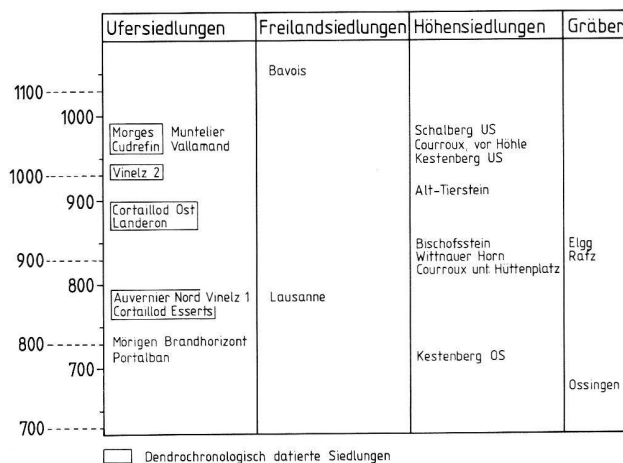 Ufersiedlungen Freilandsiedlungen Höhensiedlungen Gräber
Bavois
1100
1000
Morges Muntelier Schalberg US
Cudrefin Vallamand Courroux, vor Höhle
Kestenberg US
1000 Vinelz 2
Alt-Tierstein
900
Cortaillod Ost
Landeron
Bischofsstein Elgg
900 Wittnauer Horn Rafz
Courroux unt. Hüttenplatz
800
Auvernier Nord Vinelz 1 Lausanne
Cortaillod Esserts
800 Mörigen Brandhorizont
Portalban Kestenberg OS
700
Ossingen
700
Dendrochronologisch datierte Siedlungen